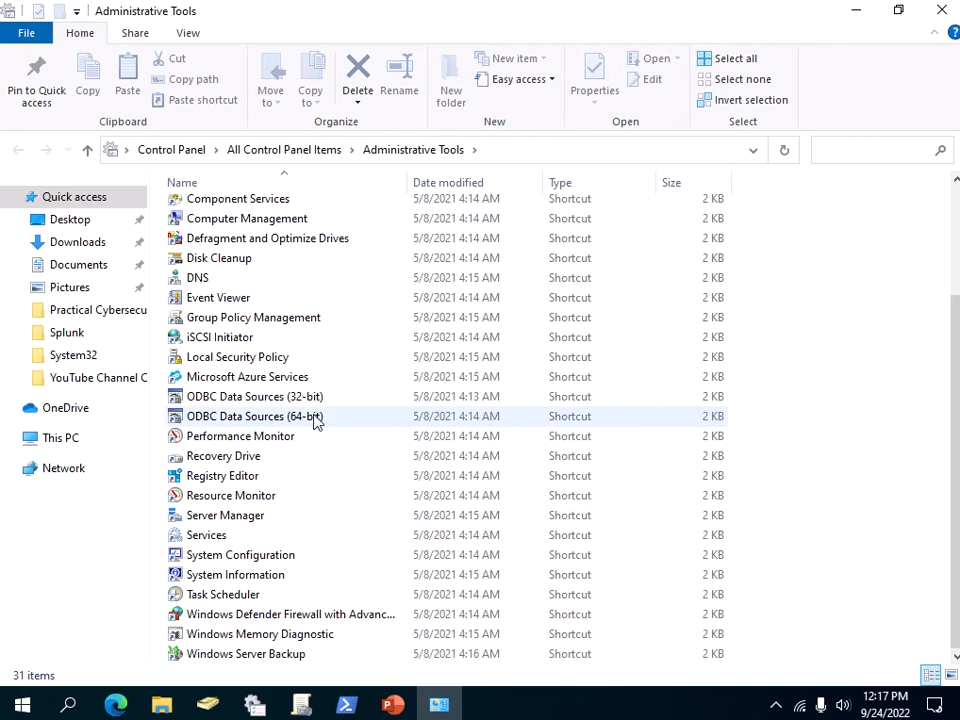 Administrative Tools
File Home Share View
Pin to Quick access
Copy
Paste
Cut
Copy path
Paste shortcut
Move to
Copy to
Delete
Rename
New folder
New item
Easy access
Properties
Open
Edit
Select all
Select none
Invert selection
Clipboard Organize New Open Select
Control Panel All Control Panel Items Administrative Tools
Quick access
Desktop
Downloads
Documents
Pictures
Practical Cybersecu
Splunk
System32
YouTube Channel C
OneDrive
This PC
Network
Name Date modified Type Size
Component Services 5/8/2021 4:14 AM Shortcut 2 KB
Computer Management 5/8/2021 4:14 AM Shortcut 2 KB
Defragment and Optimize Drives 5/8/2021 4:14 AM Shortcut 2 KB
Disk Cleanup 5/8/2021 4:14 AM Shortcut 2 KB
DNS 5/8/2021 4:15 AM Shortcut 2 KB
Event Viewer 5/8/2021 4:14 AM Shortcut 2 KB
Group Policy Management 5/8/2021 4:15 AM Shortcut 2 KB
iSCSI Initiator 5/8/2021 4:14 AM Shortcut 2 KB
Local Security Policy 5/8/2021 4:15 AM Shortcut 2 KB
Microsoft Azure Services 5/8/2021 4:15 AM Shortcut 2 KB
ODBC Data Sources (32-bit) 5/8/2021 4:13 AM Shortcut 2 KB
ODBC Data Sources (64-bit) 5/8/2021 4:14 AM Shortcut 2 KB
Performance Monitor 5/8/2021 4:14 AM Shortcut 2 KB
Recovery Drive 5/8/2021 4:15 AM Shortcut 2 KB
Registry Editor 5/8/2021 4:14 AM Shortcut 2 KB
Resource Monitor 5/8/2021 4:14 AM Shortcut 2 KB
Server Manager 5/8/2021 4:15 AM Shortcut 2 KB
Services 5/8/2021 4:14 AM Shortcut 2 KB
System Configuration 5/8/2021 4:14 AM Shortcut 2 KB
System Information 5/8/2021 4:15 AM Shortcut 2 KB
Task Scheduler 5/8/2021 4:14 AM Shortcut 2 KB
Windows Defender Firewall with Advanc... 5/8/2021 4:14 AM Shortcut 2 KB
Windows Memory Diagnostic 5/8/2021 4:15 AM Shortcut 2 KB
Windows Server Backup 5/8/2021 4:16 AM Shortcut 2 KB
31 items
12:17 PM
9/24/2022